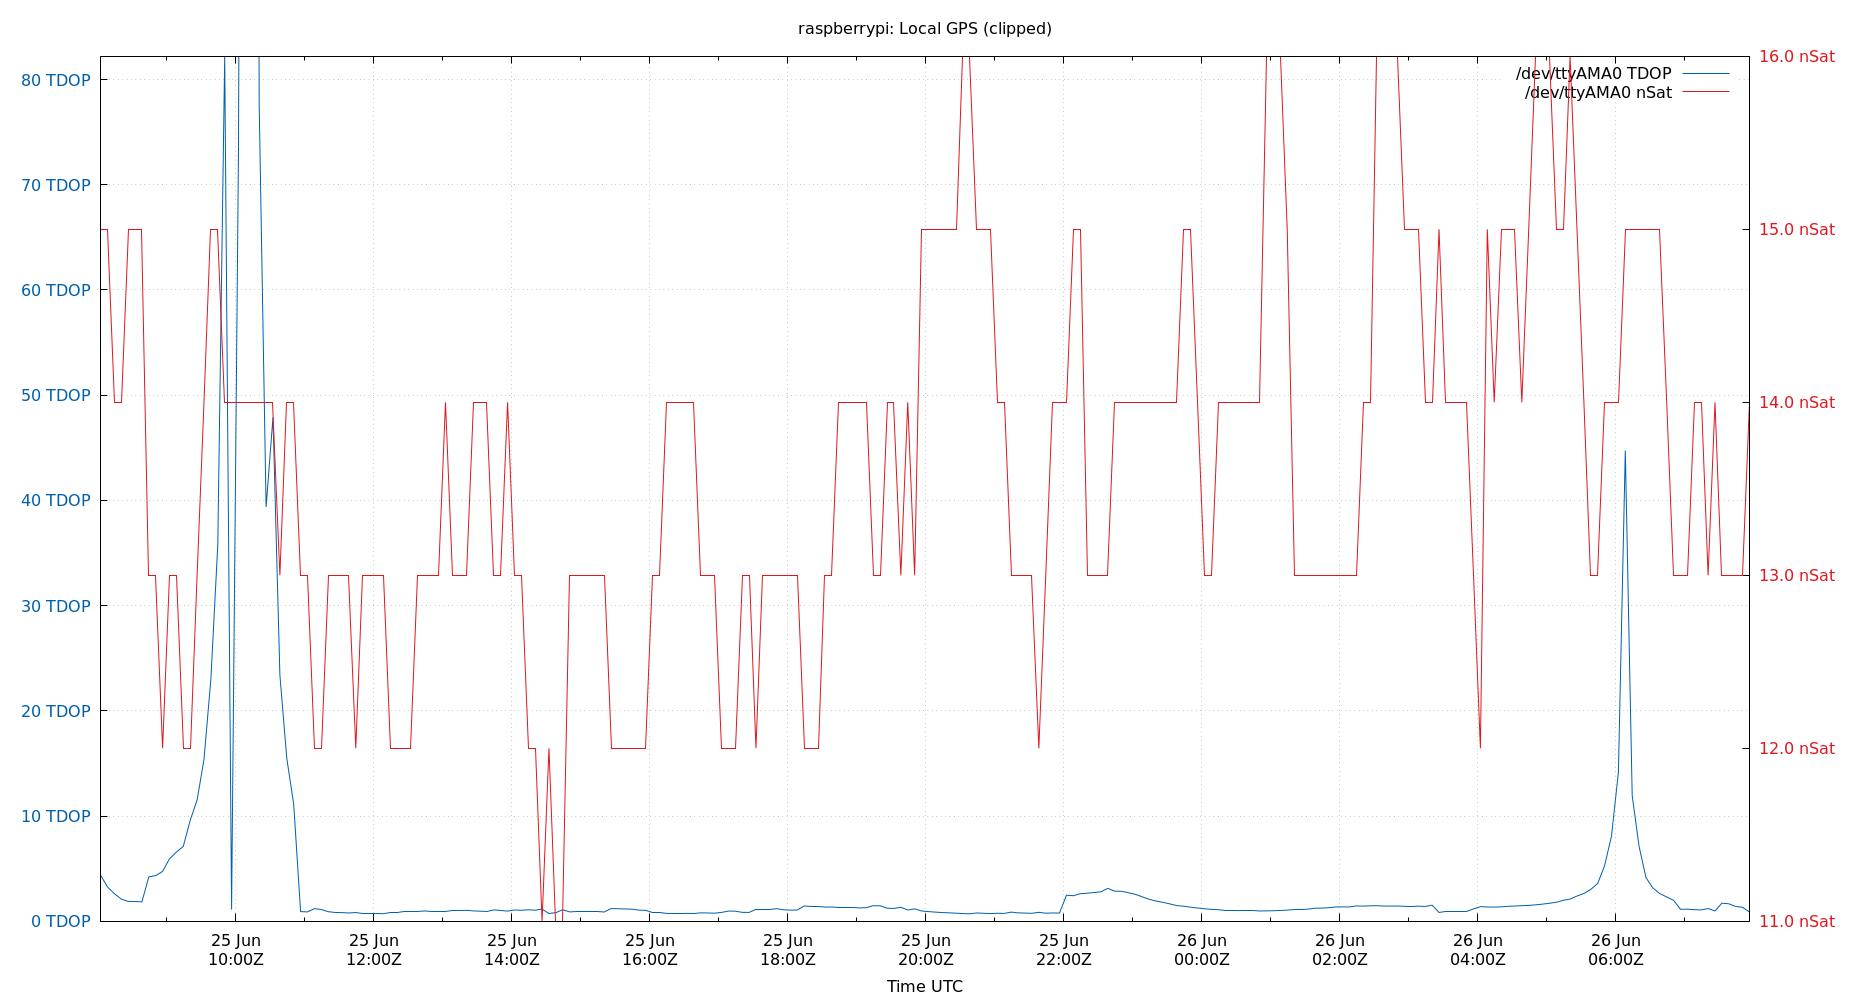 raspberrypi: Local GPS (clipped)
80 TDOP
70 TDOP
60 TDOP
50 TDOP
40 TDOP
30 TDOP
20 TDOP
10 TDOP
0 TDOP
/dev/ttyAMA0 TDOP
/dev/ttyAMA0 nSat
16.0 nSat
15.0 nSat
14.0 nSat
13.0 nSat
12.0 nSat
11.0 nSat
25 Jun 25 Jun 25 Jun 25 Jun 25 Jun 25 Jun 25 Jun 26 Jun 26 Jun 26 Jun 26 Jun
10:00Z 12:00Z 14:00Z 16:00Z 18:00Z 20:00Z 22:00Z 00:00Z 02:00Z 04:00Z 06:00Z
Time UTC